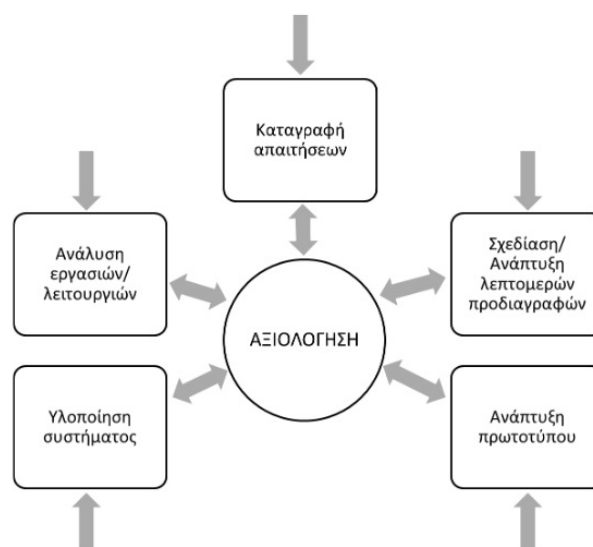 Καταγραφή
απαιτήσεων
Ανάλυση
εργασιών/
λειτουργιών
Σχεδίαση/
Ανάπτυξη
λεπτομερών
προδιαγραφών
ΑΞΙΟΛΟΓΗΣΗ
Υλοποίηση
συστήματος
Ανάπτυξη
πρωτοτύπου